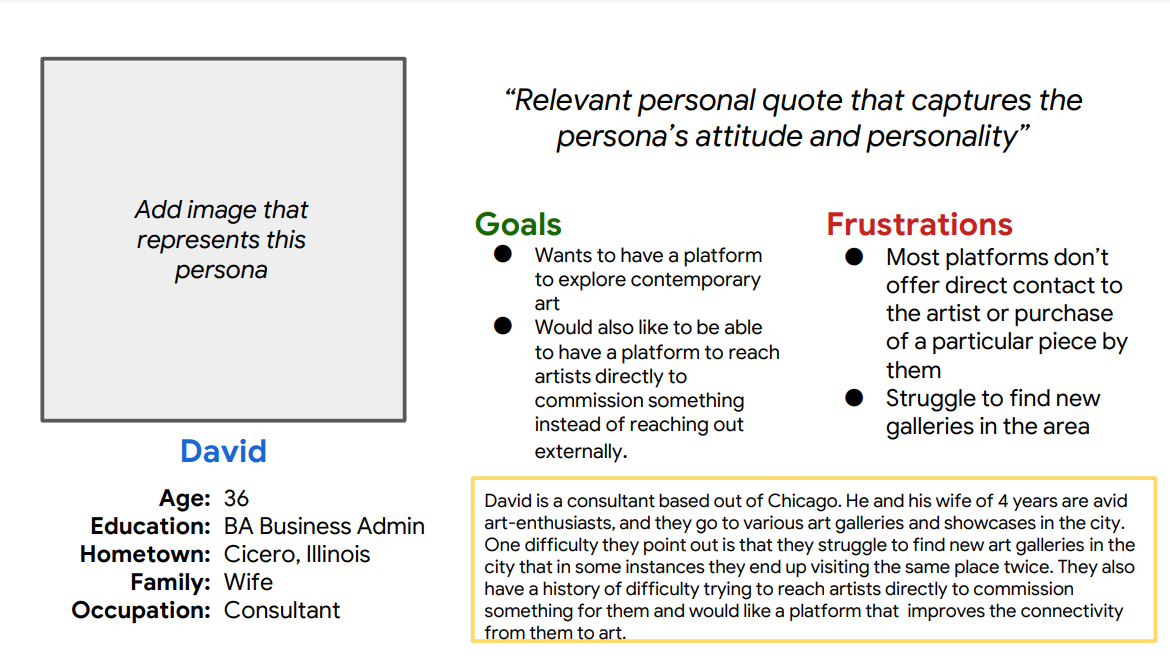 “Relevant personal quote that captures the
persona’s attitude and personality”
Add image that
represents this
persona
David
Age: 36
Education: BA Business Admin
Hometown: Cicero, Illinois
Family: Wife
Occupation: Consultant
Goals
● Wants to have a platform
to explore contemporary
art
● Would also like to be able
to have a platform to reach
artists directly to
commission something
instead of reaching out
externally.
Frustrations
● Most platforms don’t
offer direct contact to
the artist or purchase
of a particular piece by
them
● Struggle to find new
galleries in the area
David is a consultant based out of Chicago. He and his wife of 4 years are avid
art-enthusiasts, and they go to various art galleries and showcases in the city.
One difficulty they point out is that they struggle to find new art galleries in the
city that in some instances they end up visiting the same place twice. They also
have a history of difficulty trying to reach artists directly to commission
something for them and would like a platform that  improves the connectivity
from them to art.